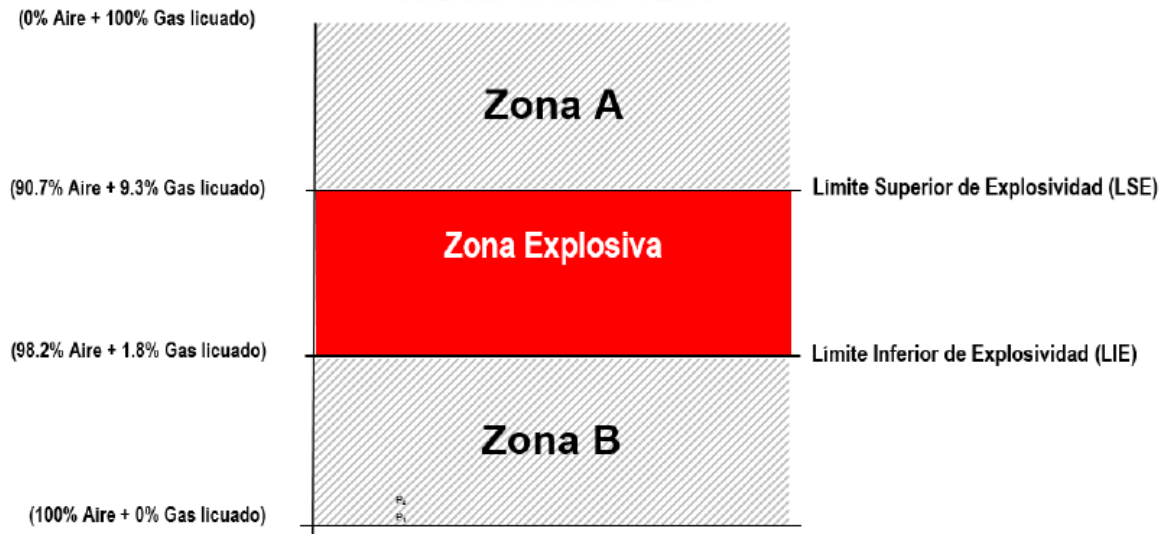 (0% Aire + 100% Gas licuado)
Zona A
(90.7% Aire + 9.3% Gas licuado)
Límite Superior de Explosividad (LSE)
Zona Explosiva
(98.2% Aire + 1.8% Gas licuado)
Límite Inferior de Explosividad (LIE)
Zona B
(100% Aire + 0% Gas licuado)